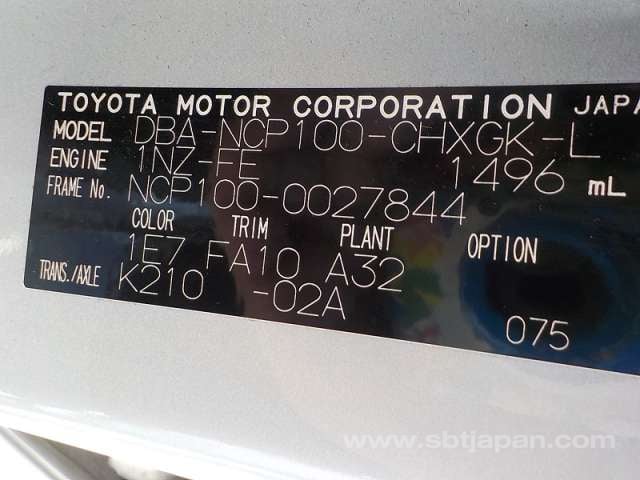 TOYOTA MOTOR CORPORATION JAPA
MODEL DBA-NCP100-CHXGK-L
ENGINE 1NZ-FE 1496 mL
FRAME No. NCP100-0027844
COLOR TRIM PLANT OPTION
1E7 FA10 A32
TRANS./AXLE K210 -02A
075
www.sbtjapan.com